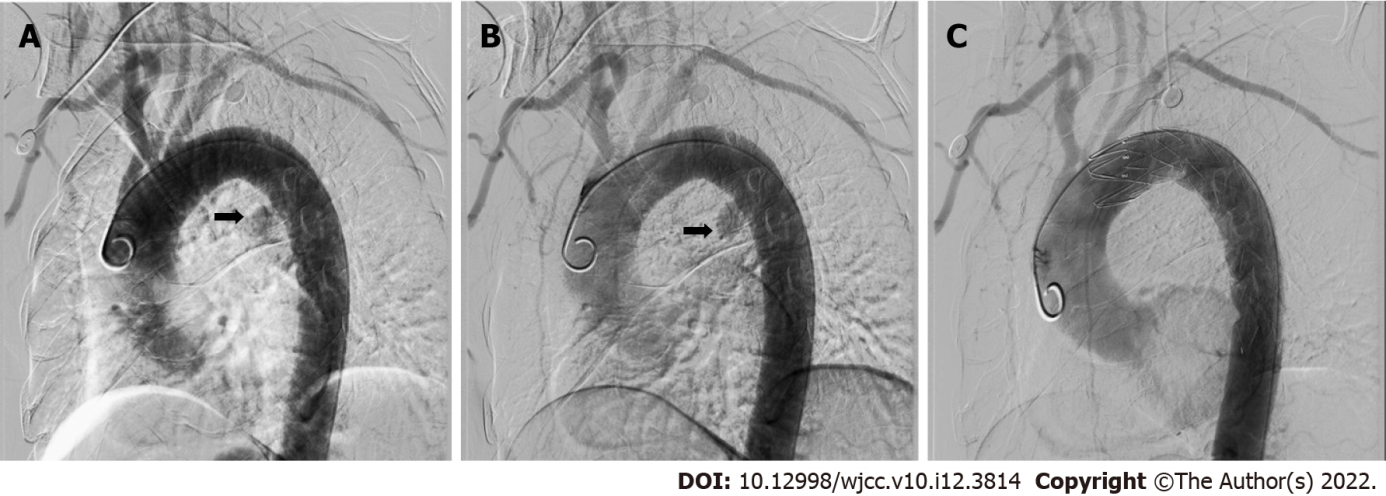 A
B
C
DOI: 10.12998/wjcc.v10.i12.3814 Copyright ©The Author(s) 2022.